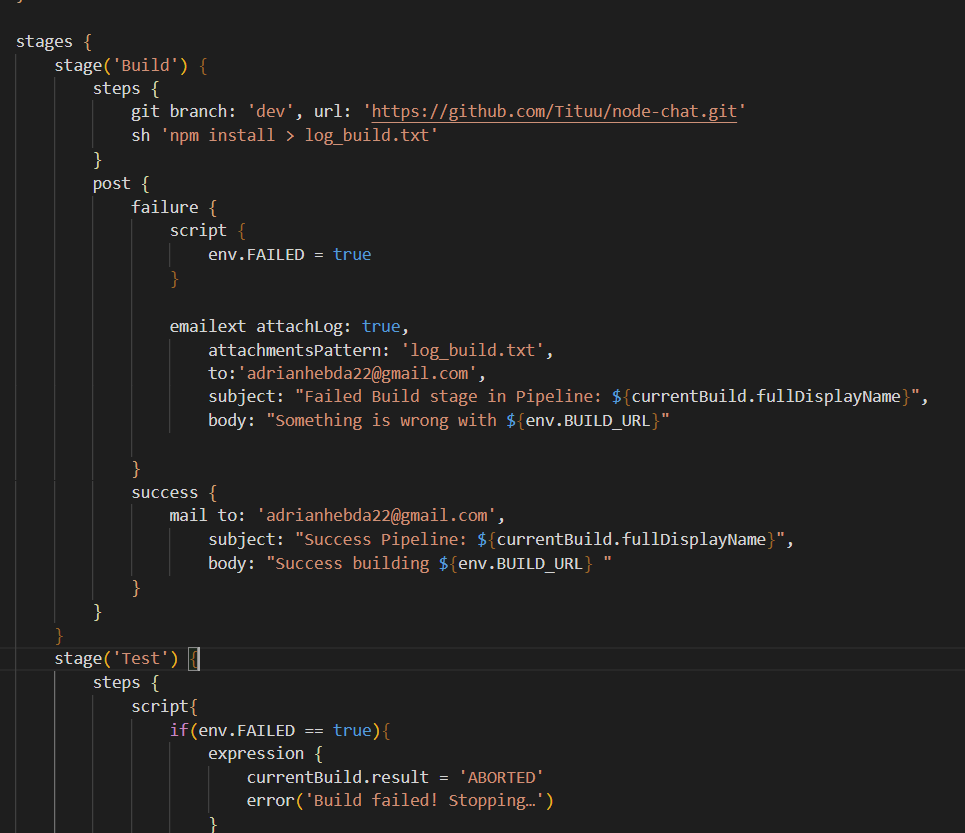 }
stages {
stage('Build') {
steps {
git branch: 'dev', url: 'https://github.com/Tituu/node-chat.git'
sh 'npm install > log_build.txt'
}
post {
failure {
script {
env.FAILED = true
}
emailext attachLog: true,
attachmentsPattern: 'log_build.txt',
to:'adrianhebda22@gmail.com',
subject: "Failed Build stage in Pipeline: ${currentBuild.fullDisplayName}",
body: "Something is wrong with ${env.BUILD_URL}"
}
success {
mail to: 'adrianhebda22@gmail.com',
subject: "Success Pipeline: ${currentBuild.fullDisplayName}",
body: "Success building ${env.BUILD_URL} "
}
}
}
stage('Test') {
steps {
script{
if(env.FAILED == true){
expression {
currentBuild.result = 'ABORTED'
error('Build failed! Stopping…')
}